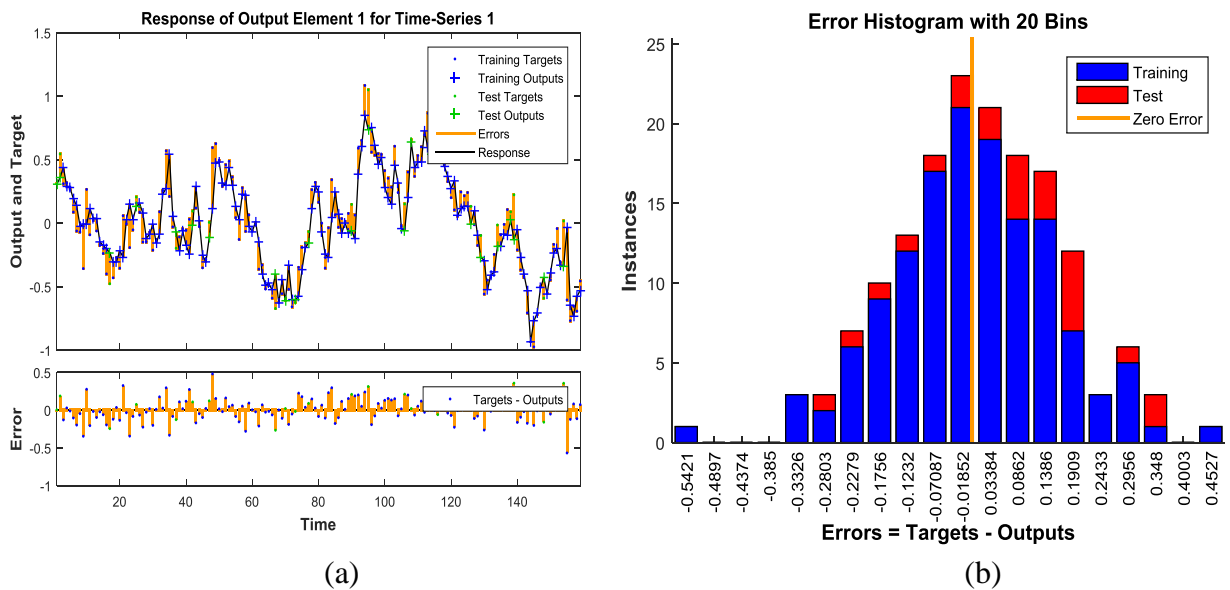 Response of Output Element 1 for Time-Series 1
1.5
1
0.5
0
-0.5
-1
Output and Target
Training Targets
Training Outputs
Test Targets
Test Outputs
Errors
Response
0.5
0
-0.5
-1
Error
Targets - Outputs
20 40 60 80 100 120 140
Time
(a)
Error Histogram with 20 Bins
25
20
15
10
5
0
Instances
Training
Test
Zero Error
-0.5421
-0.4897
-0.4374
-0.385
-0.3326
-0.2803
-0.2279
-0.1756
-0.1232
-0.07087
-0.01852
0.03384
0.0862
0.1386
0.1909
0.2433
0.2956
0.348
0.4003
0.4527
Errors = Targets - Outputs
(b)